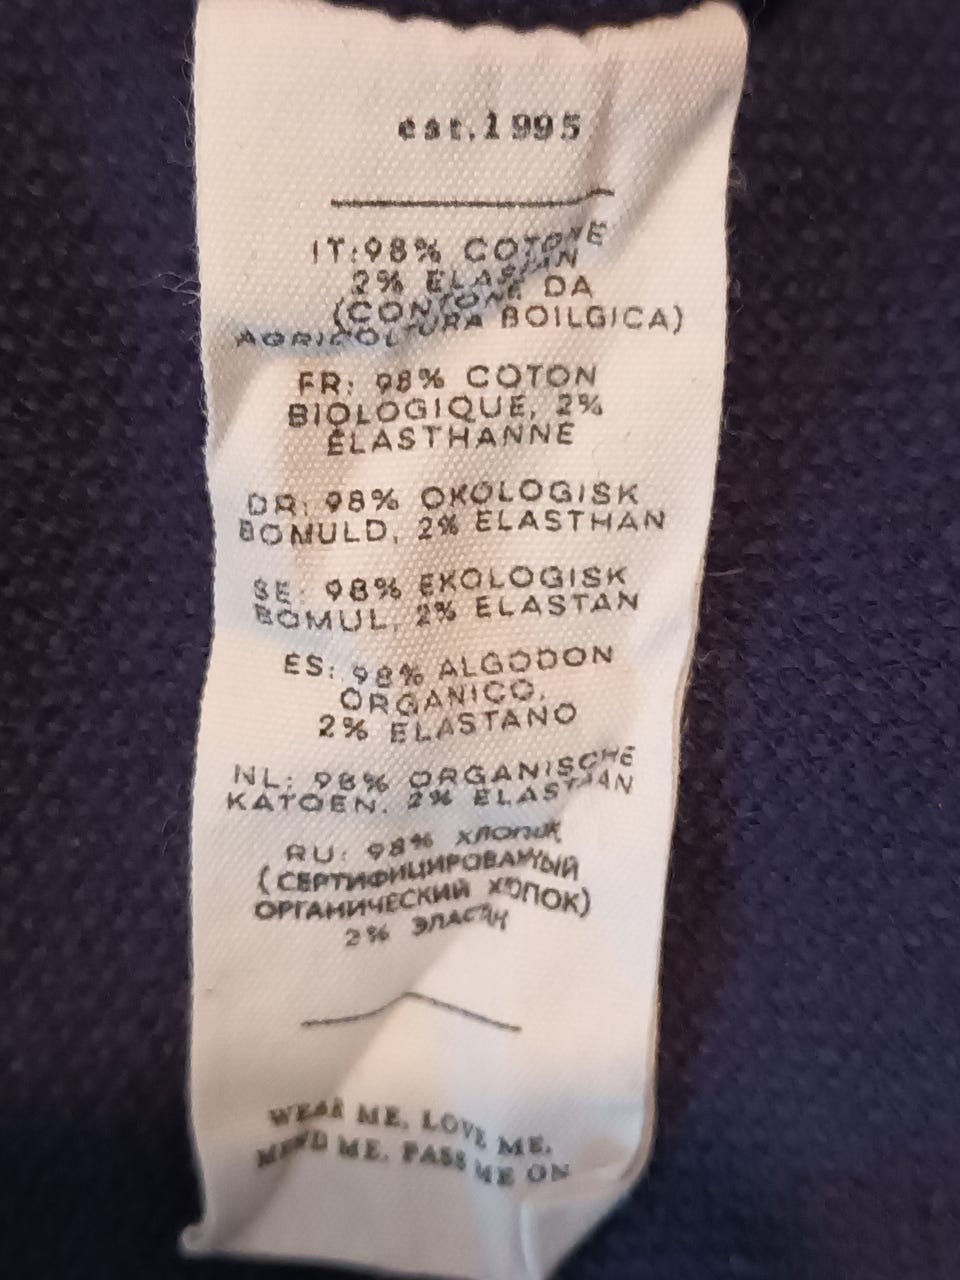 est.1995
IT:98% COTONE
2% ELASTIN
(CONTONE DA
AGRICOLTURA BOILGICA)
FR: 98% COTON
BIOLOGIQUE, 2%
ÉLASTHANNE
DR: 98% OKOLOGISK
BOMULD, 2% ELASTHAN
SE: 98% EKOLOGISK
BOMUL, 2% ELASTAN
ES: 98% ALGODON
ORGANICO,
2% ELASTANO
NL: 98% ORGANISCHE
KATOEN, 2% ELASTHAN
RU: 98% ХЛОПОК
(СЕРТИФИЦИРОВАННЫЙ
ОРГАНИЧЕСКИЙ ХЛОПОК)
2% ЭЛАСТАН
WEAR ME, LOVE ME,
MEND ME, PASS ME ON